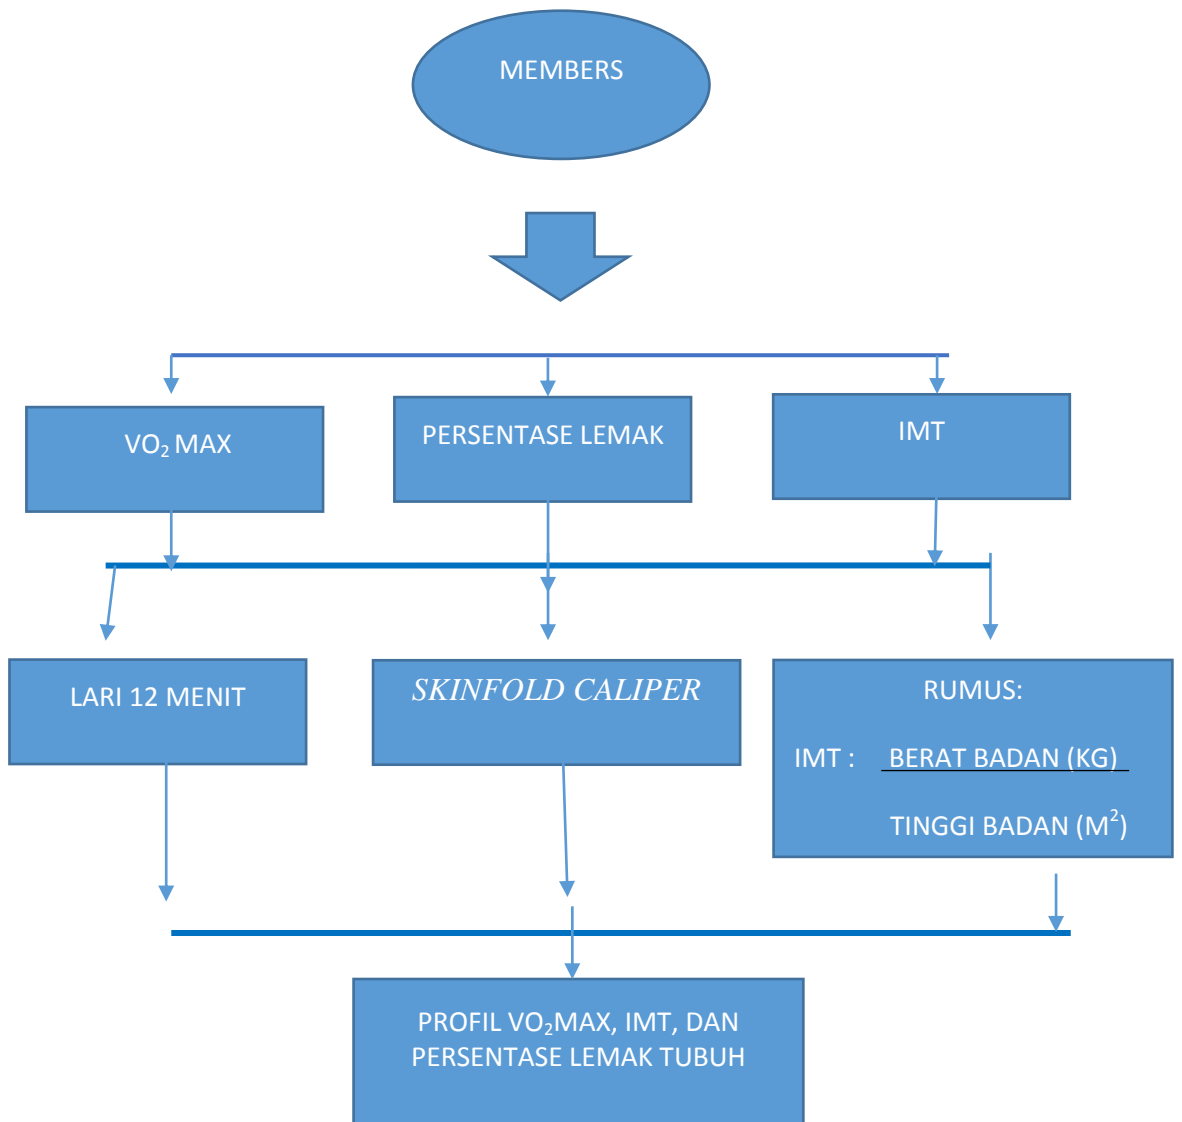 MEMBERS
VO₂ MAX
PERSENTASE LEMAK
IMT
LARI 12 MENIT
SKINFOLD CALIPER
RUMUS:
IMT : BERAT BADAN (KG)
TINGGI BADAN (M²)
PROFIL VO₂MAX, IMT, DAN
PERSENTASE LEMAK TUBUH